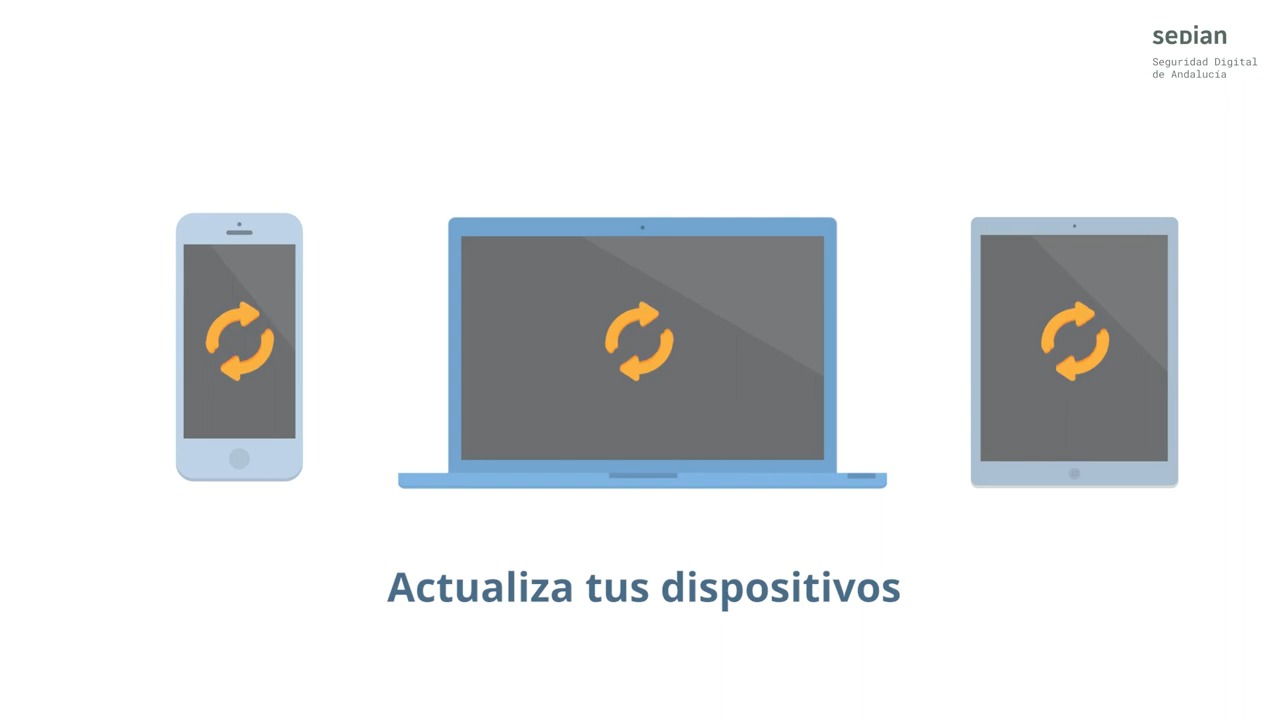 seDian
Seguridad Digital
de Andalucía
Actualiza tus dispositivos